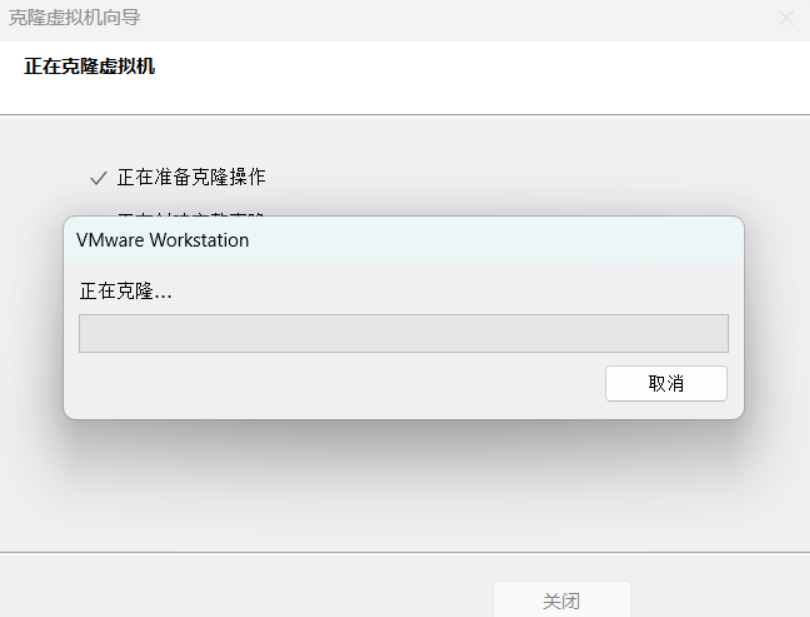 克隆虚拟机向导
正在克隆虚拟机
正在准备克隆操作
VMware Workstation
正在克隆...
取消
关闭